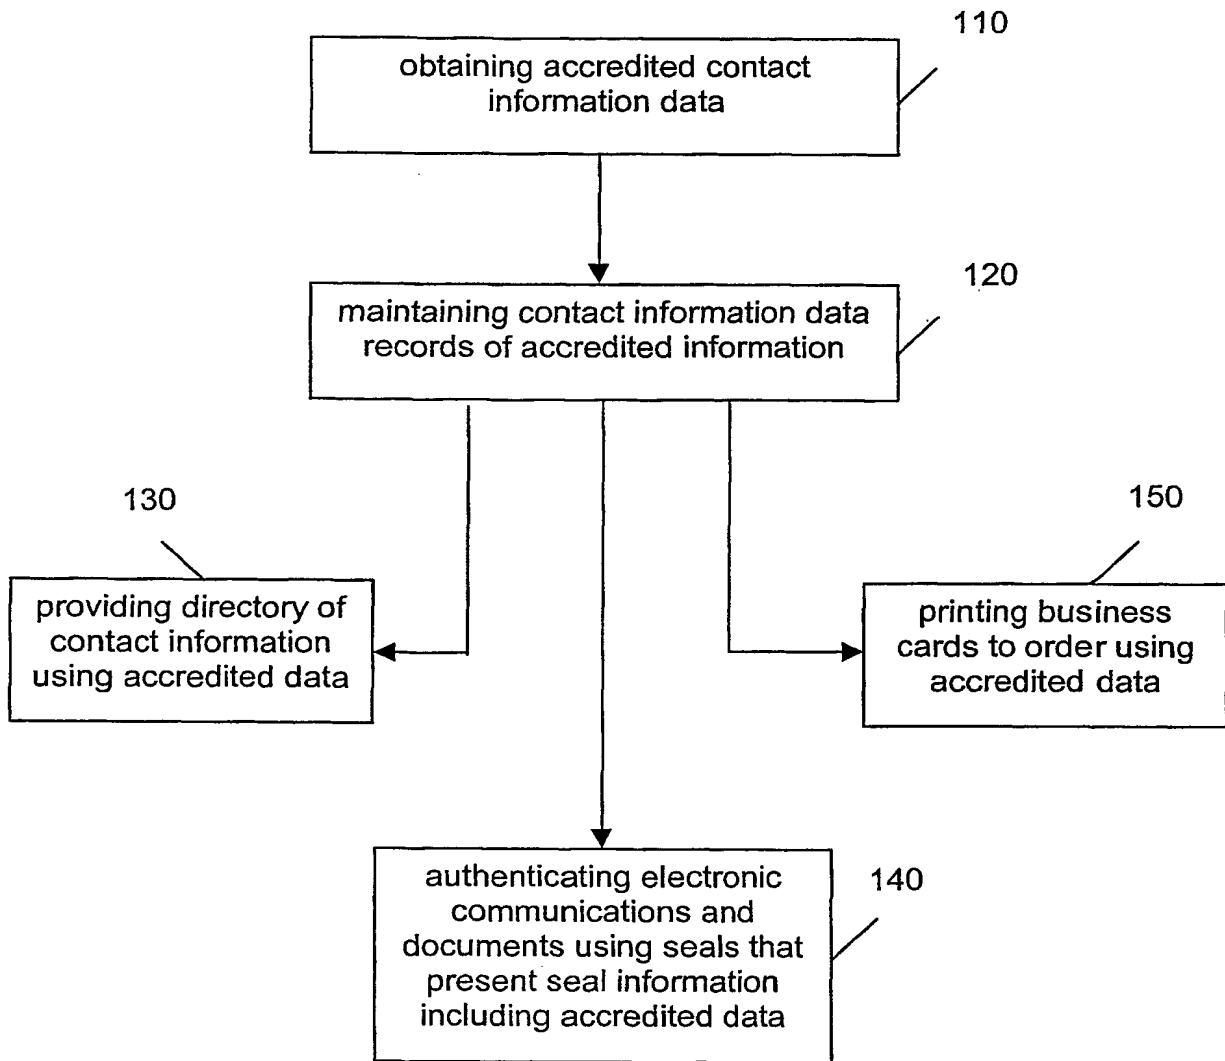 110
obtaining accredited contact
information data
120
maintaining contact information data
records of accredited information
130
providing directory of
contact information
using accredited data
150
printing business
cards to order using
accredited data
140
authenticating electronic
communications and
documents using seals that
present seal information
including accredited data